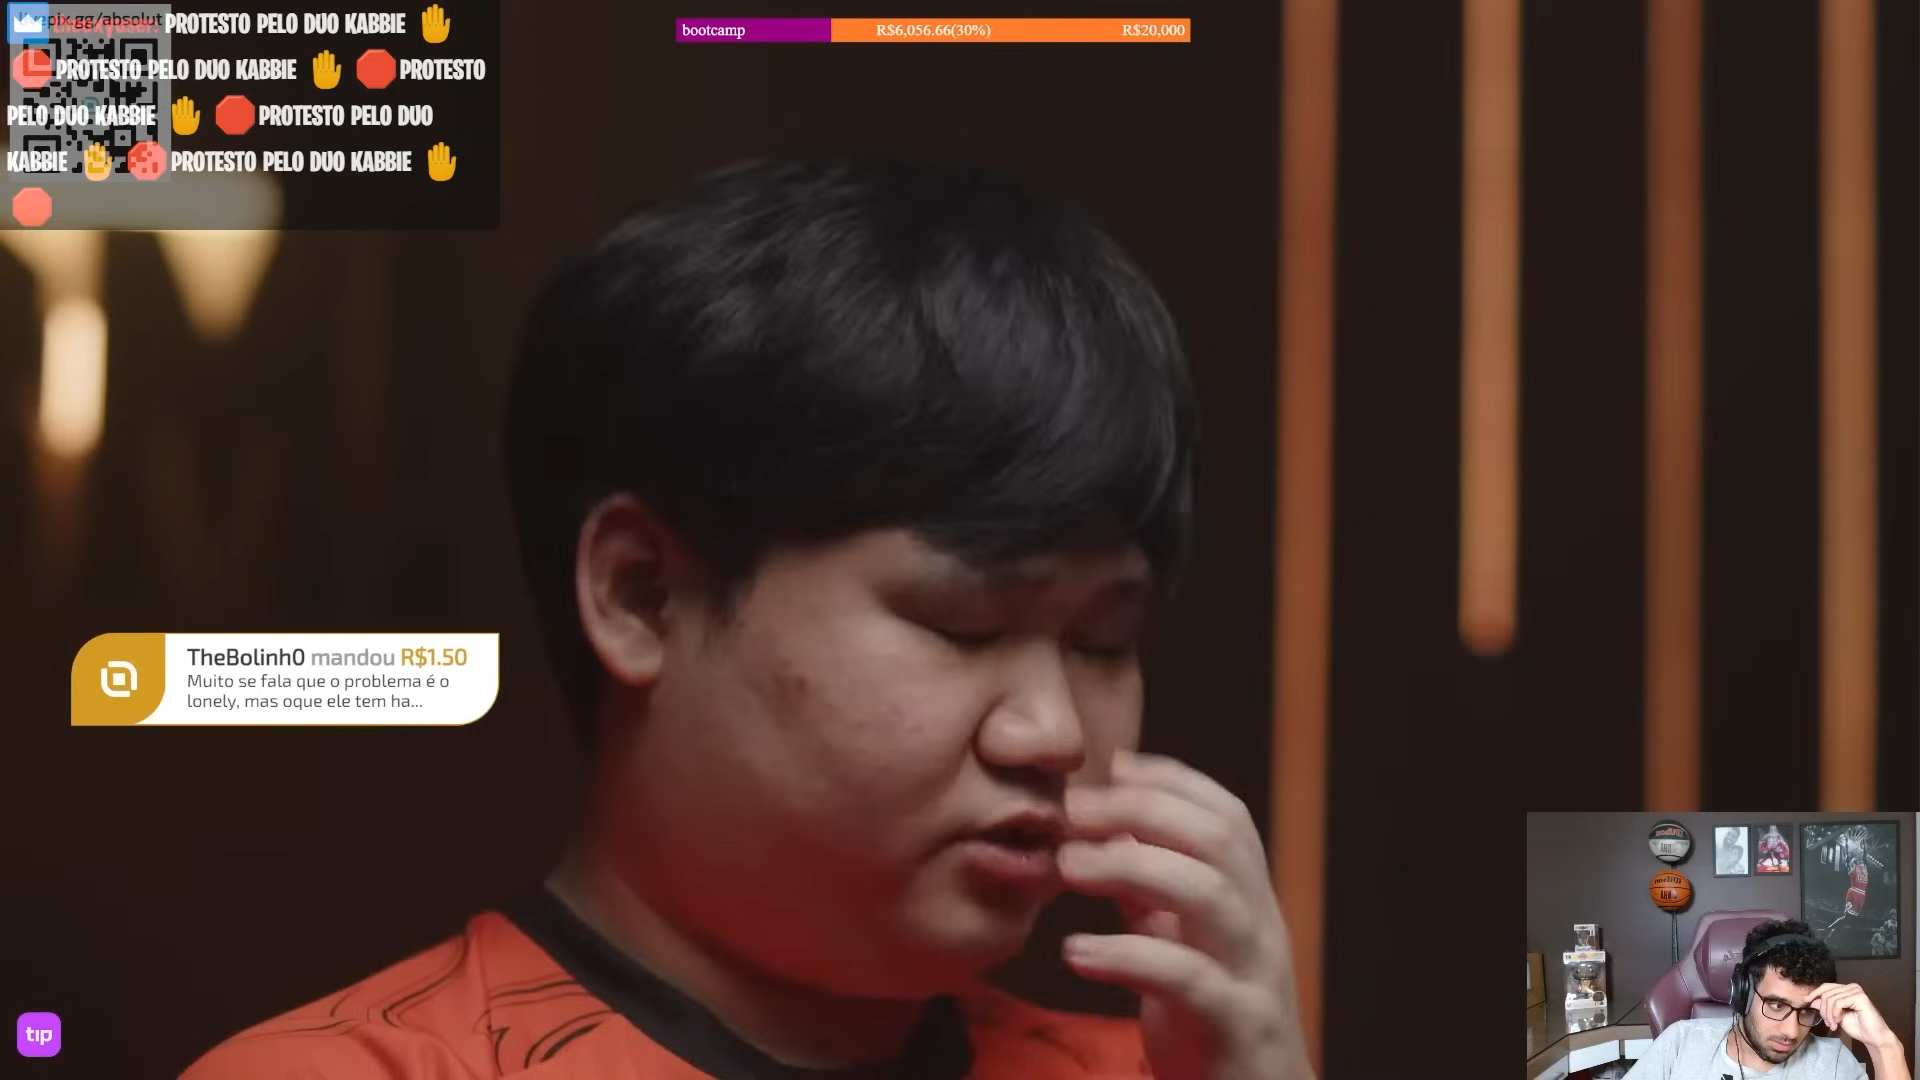 livepix.gg/absolut
PROTESTO PELO DUO KABBIE
PROTESTO PELO DUO KABBIE PROTESTO
PELO DUO KABBIE PROTESTO PELO DUO
KABBIE PROTESTO PELO DUO KABBIE
bootcamp R$6,056.66(30%) R$20,000
TheBolinh0 mandou R$1.50
Muito se fala que o problema é o
lonely, mas oque ele tem ha...
tip